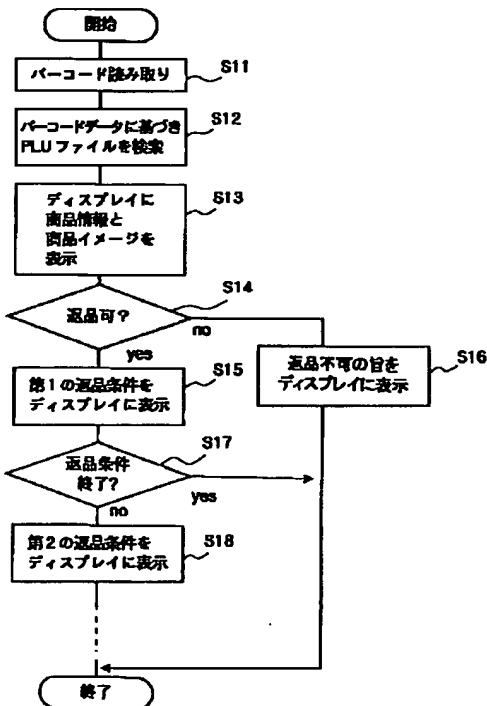 開始
バーコード読み取り
S11
バーコードデータに基づき
PLUファイルを検索
S12
ディスプレイに
商品情報と
商品イメージを
表示
S13
返品可?
S14
no
yes
第1の返品条件を
ディスプレイに表示
S15
返品不可の旨を
ディスプレイに表示
S16
返品条件
終了?
S17
yes
no
第2の返品条件を
ディスプレイに表示
S18
終了